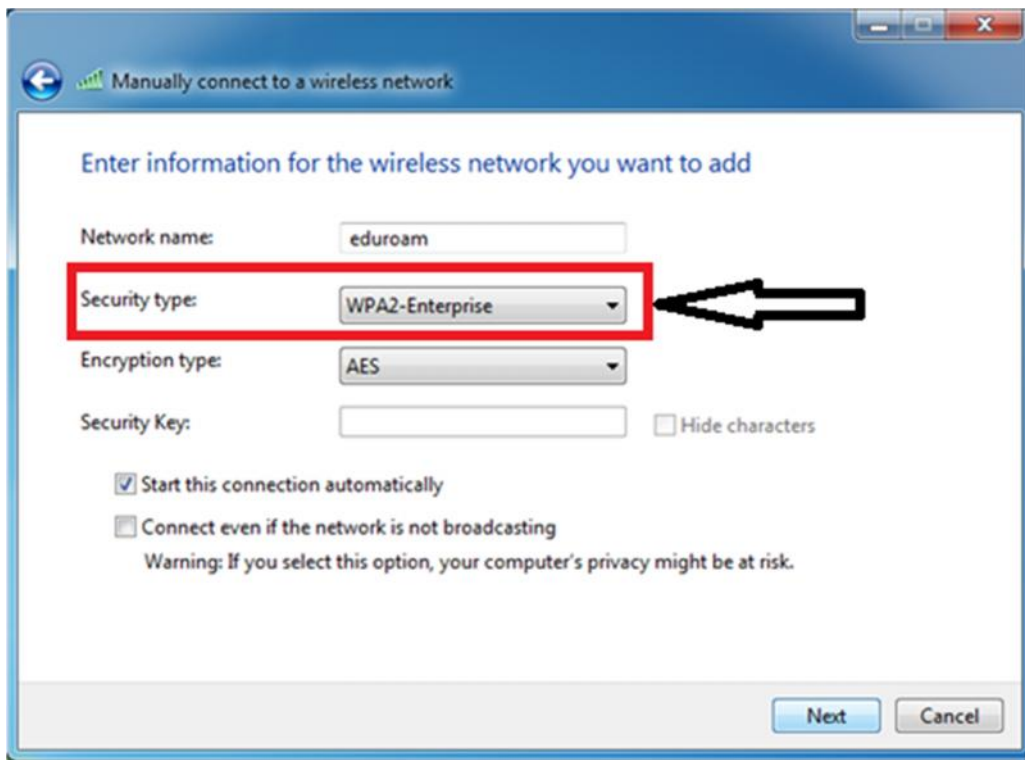 Manually connect to a wireless network
Enter information for the wireless network you want to add
Network name: eduroam
Security type: WPA2-Enterprise
Encryption type: AES
Security Key: Hide characters
Start this connection automatically
Connect even if the network is not broadcasting
Warning: If you select this option, your computer's privacy might be at risk.
Next Cancel